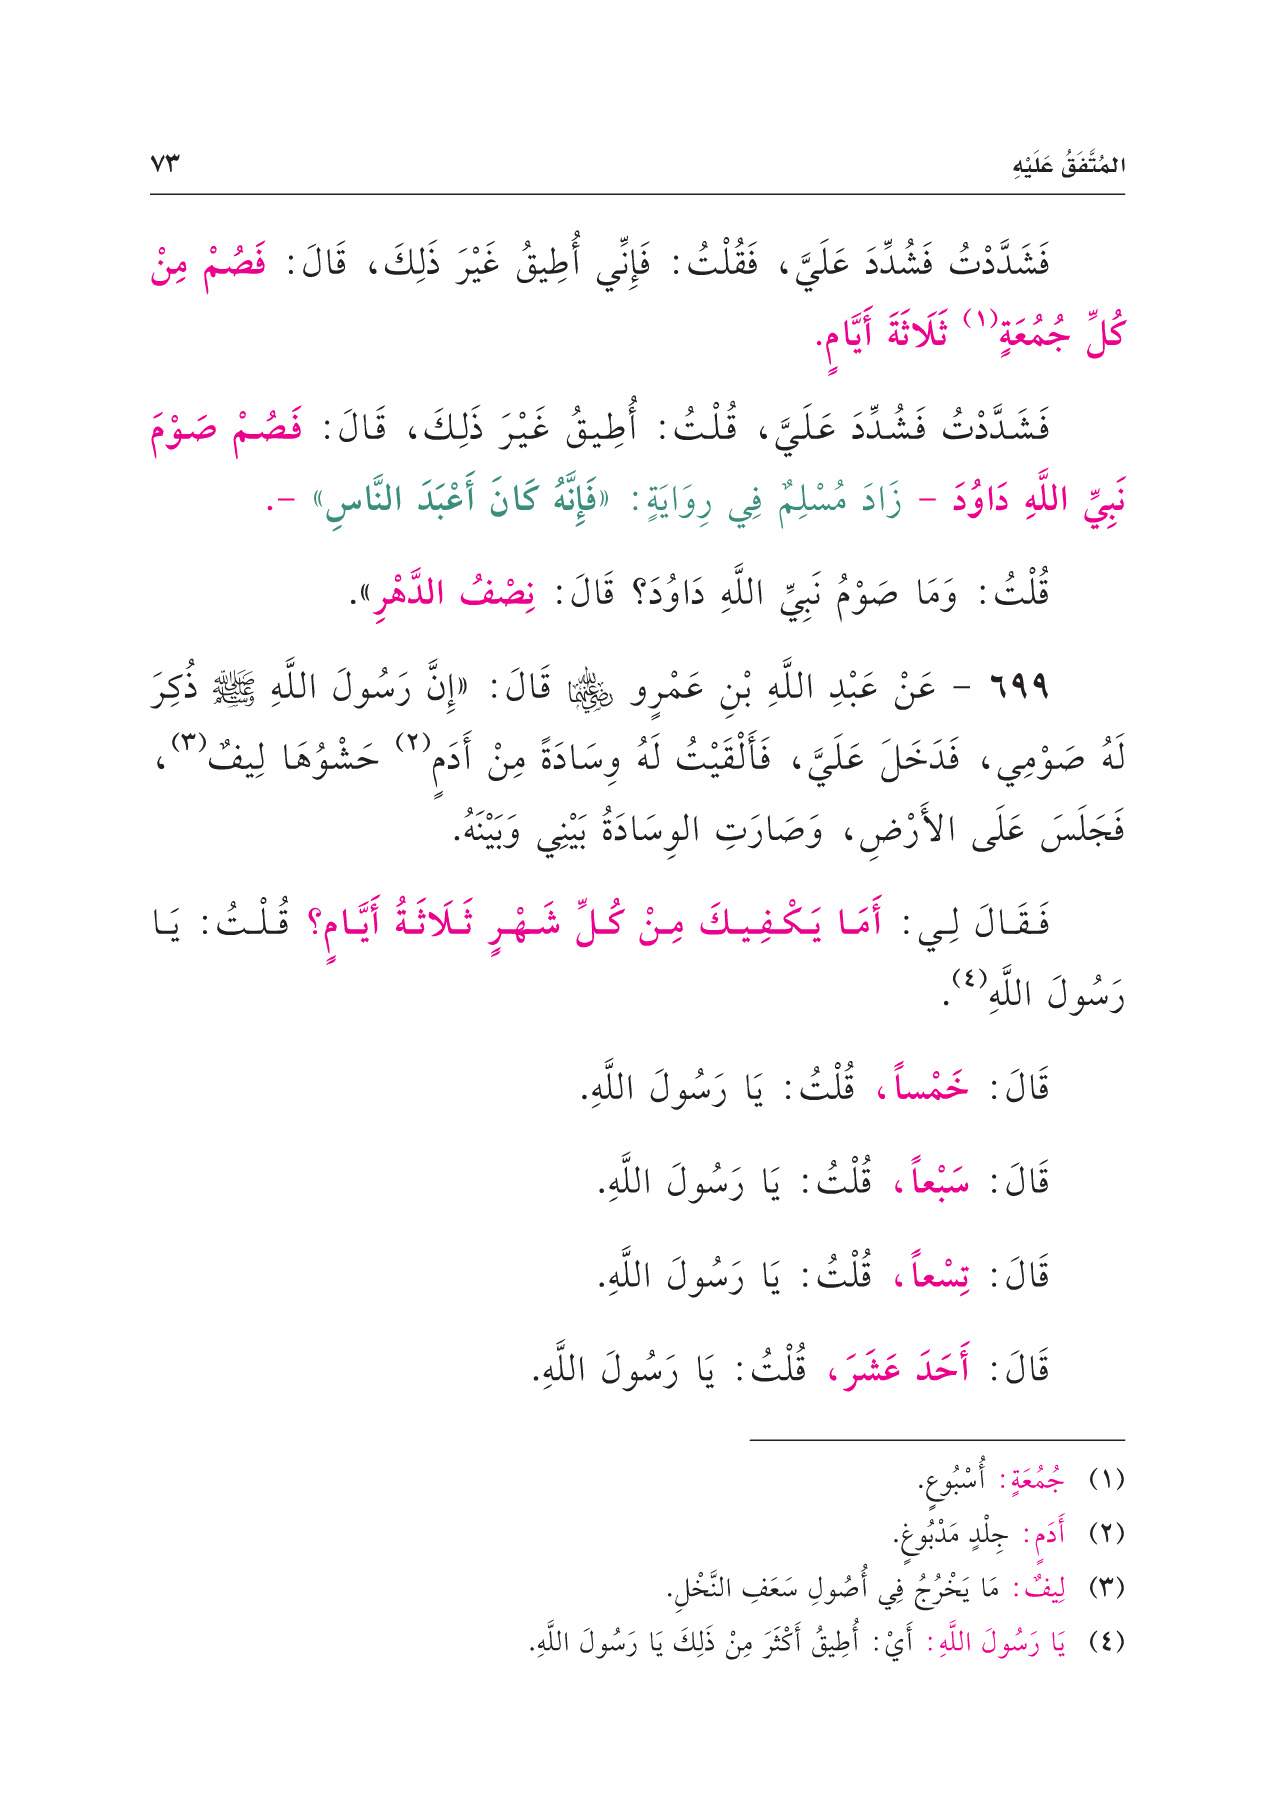 المُتَّفَقُ عَلَيْهِ ٧٣
فَشَدَّدْتُ فَشُدِّدَ عَلَيَّ، فَقُلْتُ: فَإِنِّي أُطِيقُ غَيْرَ ذَلِكَ، قَالَ: فَصُمْ مِنْ
كُلِّ جُمُعَةٍ(١) ثَلَاثَةَ أَيَّامٍ.
فَشَدَّدْتُ فَشُدِّدَ عَلَيَّ، قُلْتُ: أُطِيقُ غَيْرَ ذَلِكَ، قَالَ: فَصُمْ صَوْمَ
نَبِيِّ اللَّهِ دَاوُدَ - زَادَ مُسْلِمٌ فِي رِوَايَةٍ: «فَإِنَّهُ كَانَ أَعْبَدَ النَّاسِ» -.
قُلْتُ: وَمَا صَوْمُ نَبِيِّ اللَّهِ دَاوُدَ؟ قَالَ: نِصْفُ الدَّهْرِ».
٦٩٩ - عَنْ عَبْدِ اللَّهِ بْنِ عَمْرٍو رضي الله عنهما قَالَ: «إِنَّ رَسُولَ اللَّهِ ﷺ ذُكِرَ
لَهُ صَوْمِي، فَدَخَلَ عَلَيَّ، فَأَلْقَيْتُ لَهُ وِسَادَةً مِنْ أَدَمٍ(٢) حَشْوُهَا لِيفٌ(٣)،
فَجَلَسَ عَلَى الأَرْضِ، وَصَارَتِ الوِسَادَةُ بَيْنِي وَبَيْنَهُ.
فَقَالَ لِي: أَمَا يَكْفِيكَ مِنْ كُلِّ شَهْرٍ ثَلَاثَةُ أَيَّامٍ؟ قُلْتُ: يَا
رَسُولَ اللَّهِ(٤).
قَالَ: خَمْساً، قُلْتُ: يَا رَسُولَ اللَّهِ.
قَالَ: سَبْعاً، قُلْتُ: يَا رَسُولَ اللَّهِ.
قَالَ: تِسْعاً، قُلْتُ: يَا رَسُولَ اللَّهِ.
قَالَ: أَحَدَ عَشَرَ، قُلْتُ: يَا رَسُولَ اللَّهِ.
(١) جُمُعَةٍ: أُسْبُوعٍ.
(٢) أَدَمٍ: جِلْدٍ مَدْبُوغٍ.
(٣) لِيفٌ: مَا يَخْرُجُ فِي أُصُولِ سَعَفِ النَّخْلِ.
(٤) يَا رَسُولَ اللَّهِ: أَيْ: أُطِيقُ أَكْثَرَ مِنْ ذَلِكَ يَا رَسُولَ اللَّهِ.